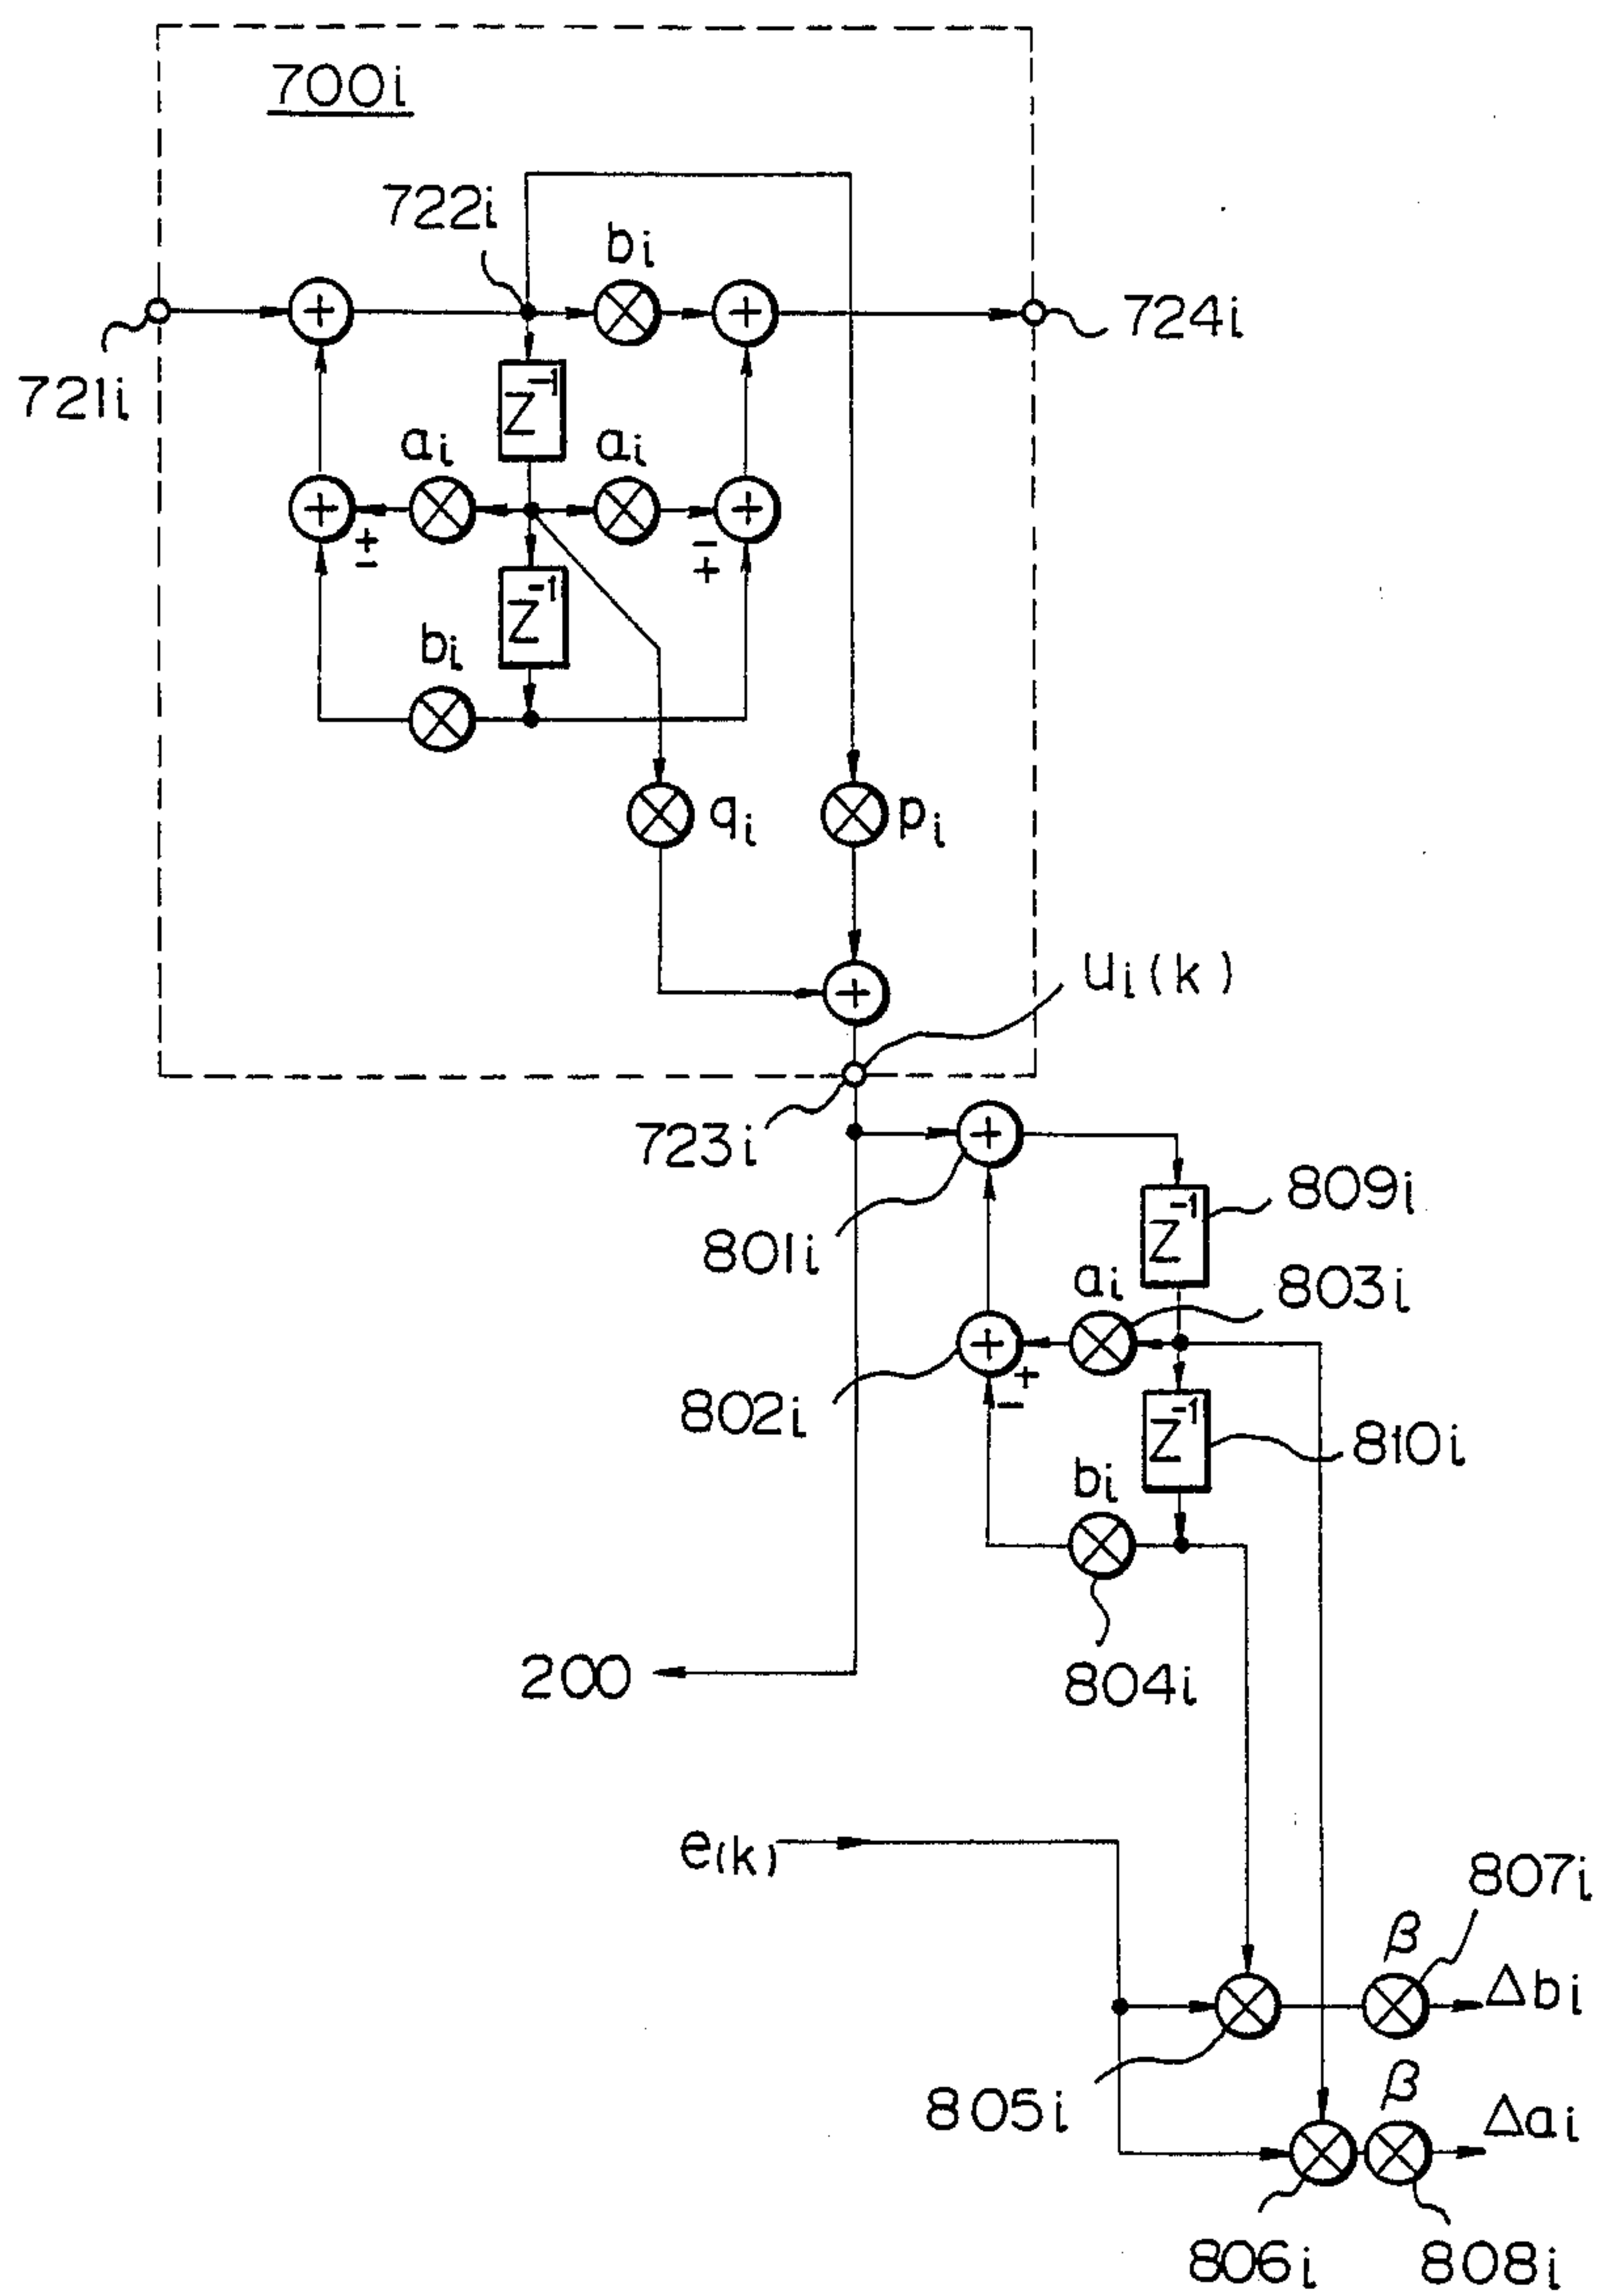 700i
722i
bi
724i
721i
Z⁻¹
ai
ai
±
∓
Z⁻¹
bi
qi
pi
ui(k)
723i
809i
801i
Z⁻¹
ai
803i
802i
+
−
Z⁻¹
810i
bi
200
804i
e(k)
807i
β
Δbi
β
805i
Δai
806i
808i